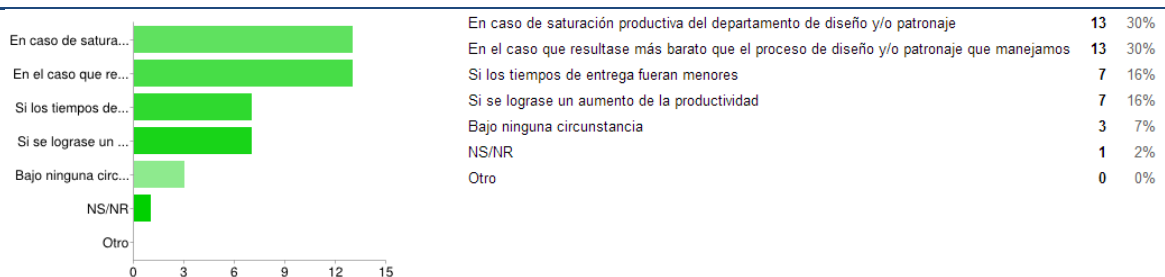 En caso de satura...
En el caso que re...
Si los tiempos de...
Si se lograse un ...
Bajo ninguna circ...
NS/NR
Otro
0 3 6 9 12 15
En caso de saturación productiva del departamento de diseño y/o patronaje 13 30%
En el caso que resultase más barato que el proceso de diseño y/o patronaje que manejamos 13 30%
Si los tiempos de entrega fueran menores 7 16%
Si se lograse un aumento de la productividad 7 16%
Bajo ninguna circunstancia 3 7%
NS/NR 1 2%
Otro 0 0%